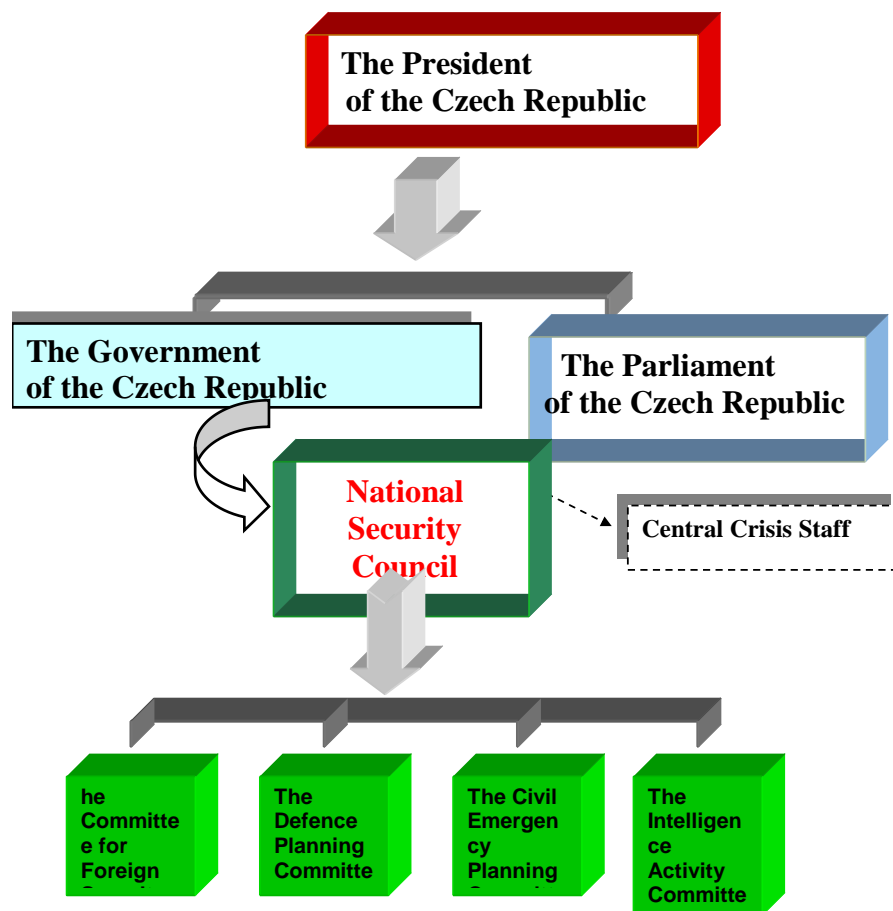 The President
of the Czech Republic
The Government
of the Czech Republic
The Parliament
of the Czech Republic
National
Security
Council
Central Crisis Staff
he
Committe
e for
Foreign
The
Defence
Planning
Committe
The Civil
Emergen
cy
Planning
The
Intelligen
ce
Activity
Committe